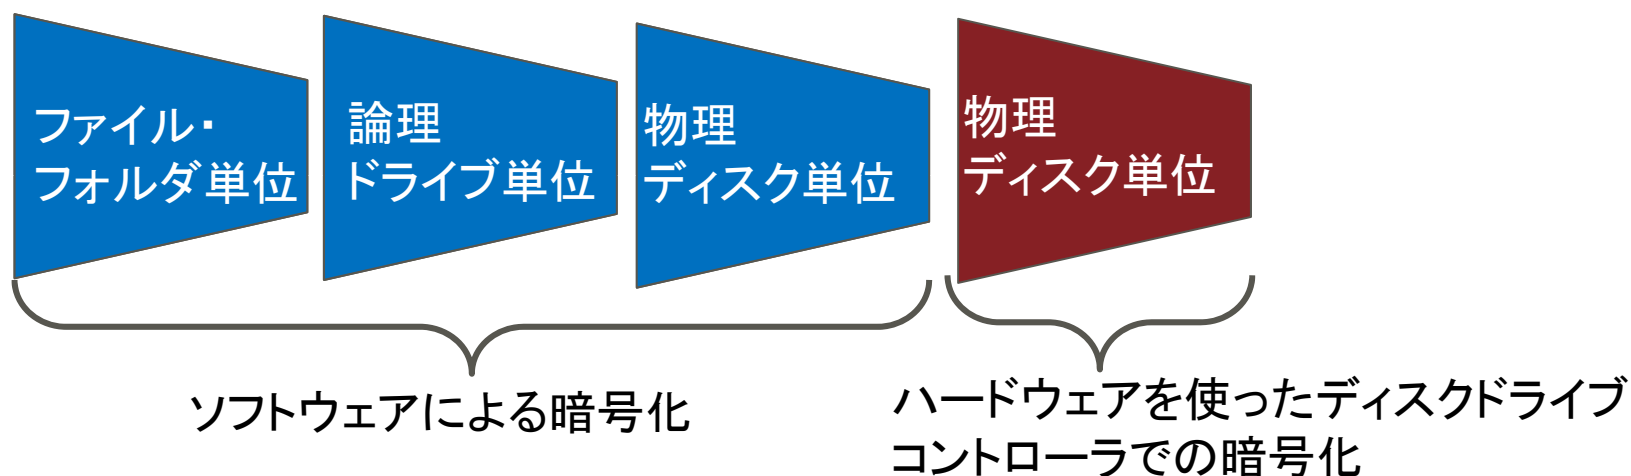 ファイル・
フォルダ単位
論理
ドライブ単位
物理
ディスク単位
物理
ディスク単位
ソフトウェアによる暗号化
ハードウェアを使ったディスクドライブ
コントローラでの暗号化